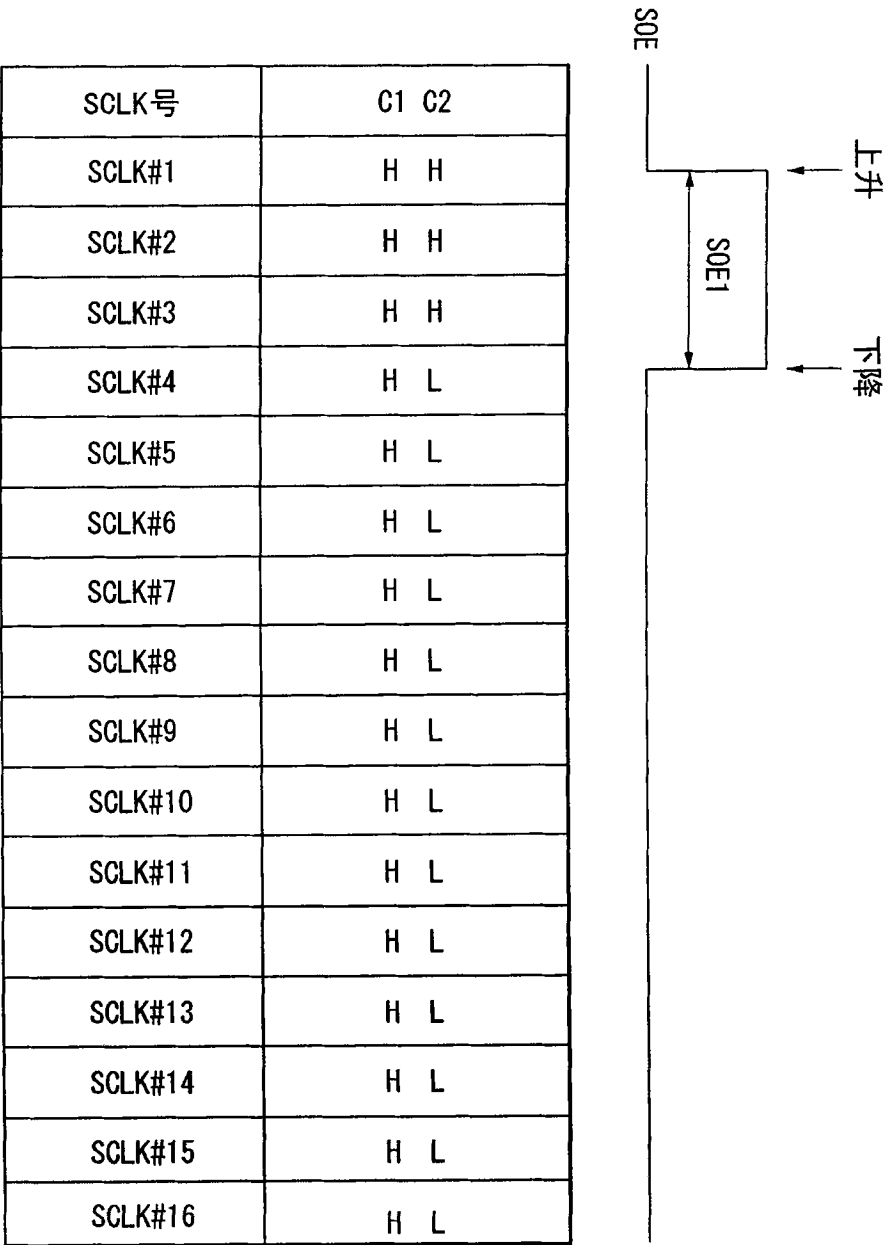 SOE
上升
SOE1
下降
SCLK号 C1 C2
SCLK#1 H H
SCLK#2 H H
SCLK#3 H H
SCLK#4 H L
SCLK#5 H L
SCLK#6 H L
SCLK#7 H L
SCLK#8 H L
SCLK#9 H L
SCLK#10 H L
SCLK#11 H L
SCLK#12 H L
SCLK#13 H L
SCLK#14 H L
SCLK#15 H L
SCLK#16 H L